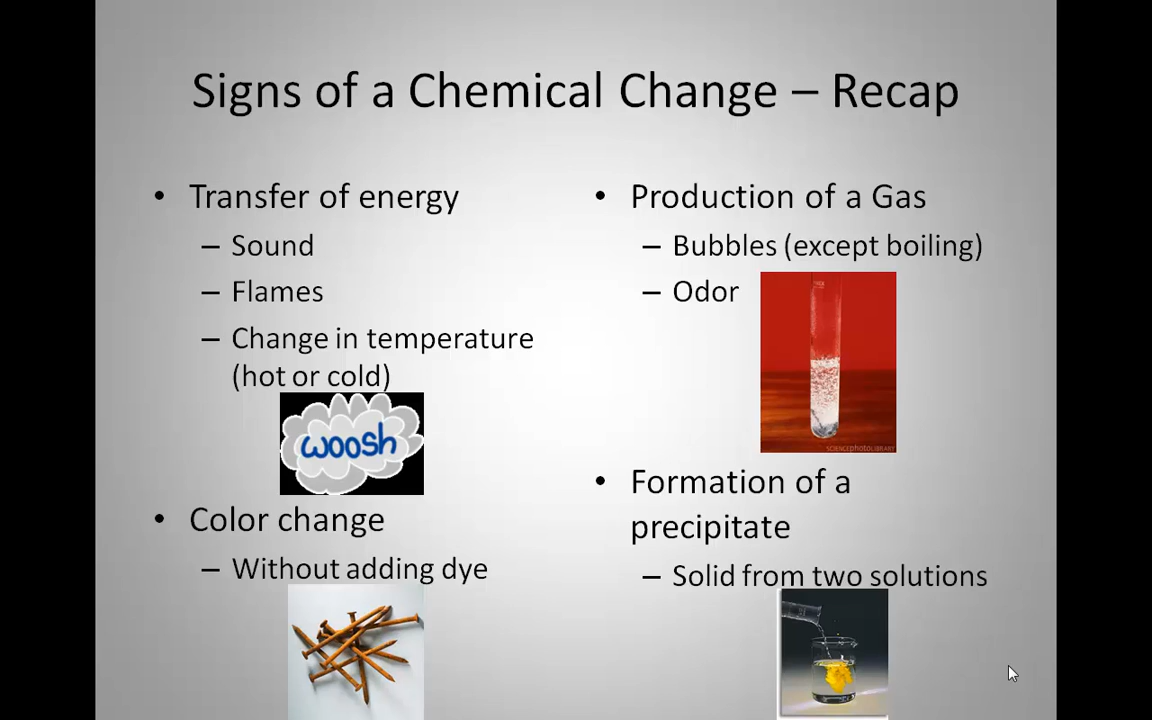 Signs of a Chemical Change – Recap
• Transfer of energy
– Sound
– Flames
– Change in temperature
(hot or cold)
woosh
• Color change
– Without adding dye
• Production of a Gas
– Bubbles (except boiling)
– Odor
SCIENCEPHOTOLIBRARY
• Formation of a
precipitate
– Solid from two solutions